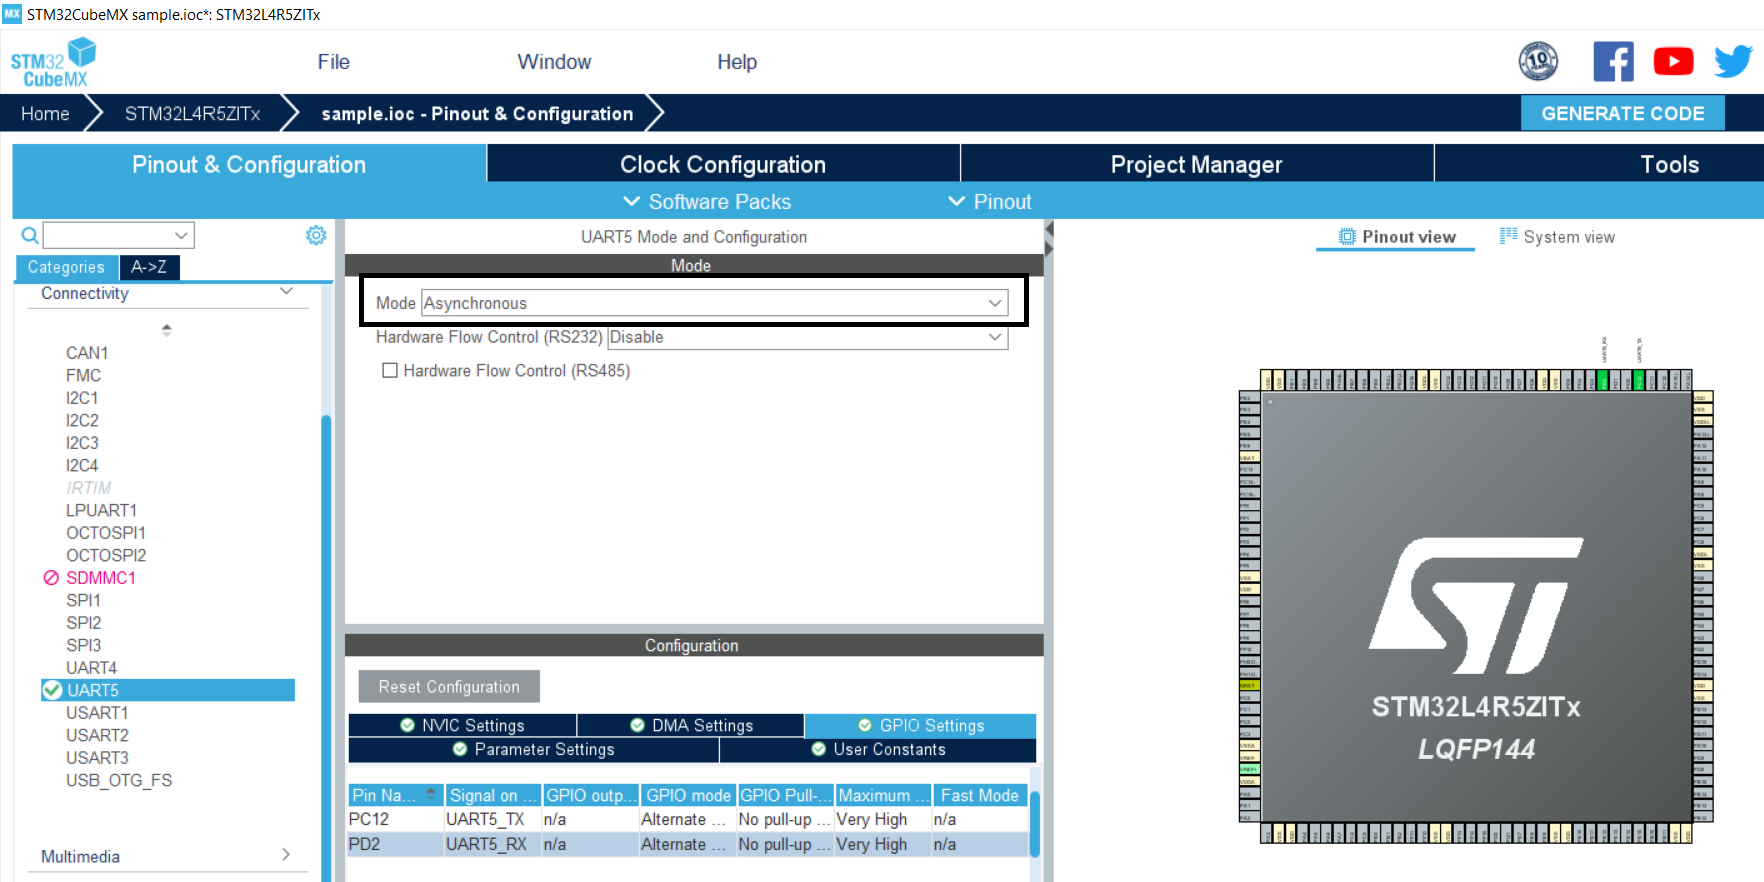 MX STM32CubeMX sample.ioc*: STM32L4R5ZITx
STM32
CubeMX
File Window Help
10
YEARS
Home STM32L4R5ZITx sample.ioc - Pinout & Configuration GENERATE CODE
Pinout & Configuration Clock Configuration Project Manager Tools
Software Packs Pinout
Categories A->Z
Connectivity
CAN1
FMC
I2C1
I2C2
I2C3
I2C4
IRTIM
LPUART1
OCTOSPI1
OCTOSPI2
SDMMC1
SPI1
SPI2
SPI3
UART4
UART5
USART1
USART2
USART3
USB_OTG_FS
Multimedia
UART5 Mode and Configuration
Mode
Mode Asynchronous
Hardware Flow Control (RS232) Disable
Hardware Flow Control (RS485)
Configuration
Reset Configuration
NVIC Settings DMA Settings GPIO Settings
Parameter Settings User Constants
Pin Na... Signal on ... GPIO outp... GPIO mode GPIO Pull-... Maximum ... Fast Mode
PC12 UART5_TX n/a Alternate ... No pull-up ... Very High n/a
PD2 UART5_RX n/a Alternate ... No pull-up ... Very High n/a
Pinout view System view
UART5_RX
UART5_TX
STM32L4R5ZITx
LQFP144